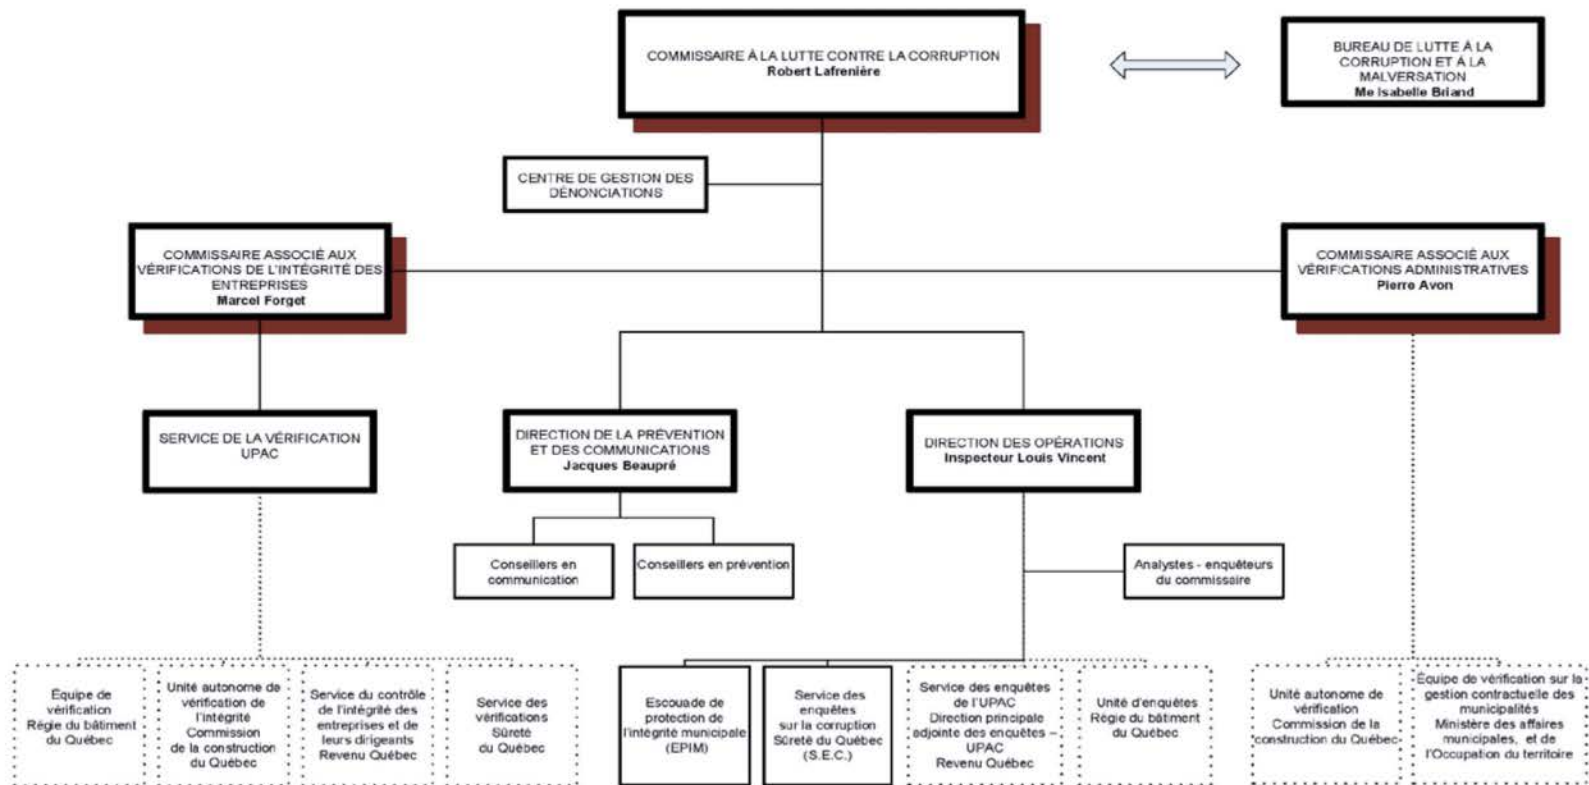 COMMISSAIRE À LA LUTTE CONTRE LA CORRUPTION
Robert Lafrenière
BUREAU DE LUTTE À LA
CORRUPTION ET À LA
MALVERSATION
Me Isabelle Briand
CENTRE DE GESTION DES
DÉNONCIATIONS
COMMISSAIRE ASSOCIÉ AUX
VÉRIFICATIONS DE L'INTÉGRITÉ DES
ENTREPRISES
Marcel Forget
COMMISSAIRE ASSOCIÉ AUX
VÉRIFICATIONS ADMINISTRATIVES
Pierre Avon
SERVICE DE LA VÉRIFICATION
UPAC
DIRECTION DE LA PRÉVENTION
ET DES COMMUNICATIONS
Jacques Beaupré
DIRECTION DES OPÉRATIONS
Inspecteur Louis Vincent
Conseillers en
communication
Conseillers en prévention
Analystes - enquêteurs
du commissaire
Équipe de
vérification
Régie du bâtiment
du Québec
Unité autonome de
vérification de
l'intégrité
Commission
de la construction
du Québec
Service du contrôle
de l'intégrité des
entreprises et de
leurs dirigeants
Revenu Québec
Service des
vérifications
Sûreté
du Québec
Escouade de
protection de
l'intégrité municipale
(EPIM)
Service des
enquêtes
sur la corruption
Sûreté du Québec
(S.E.C.)
Service des enquêtes
de l'UPAC
Direction principale
adjointe des enquêtes –
UPAC
Revenu Québec
Unité d'enquêtes
Régie du bâtiment
du Québec
Unité autonome de
vérification
Commission de la
construction du Québec
Équipe de vérification sur la
gestion contractuelle des
municipalités
Ministère des affaires
municipales, et de
l'Occupation du territoire